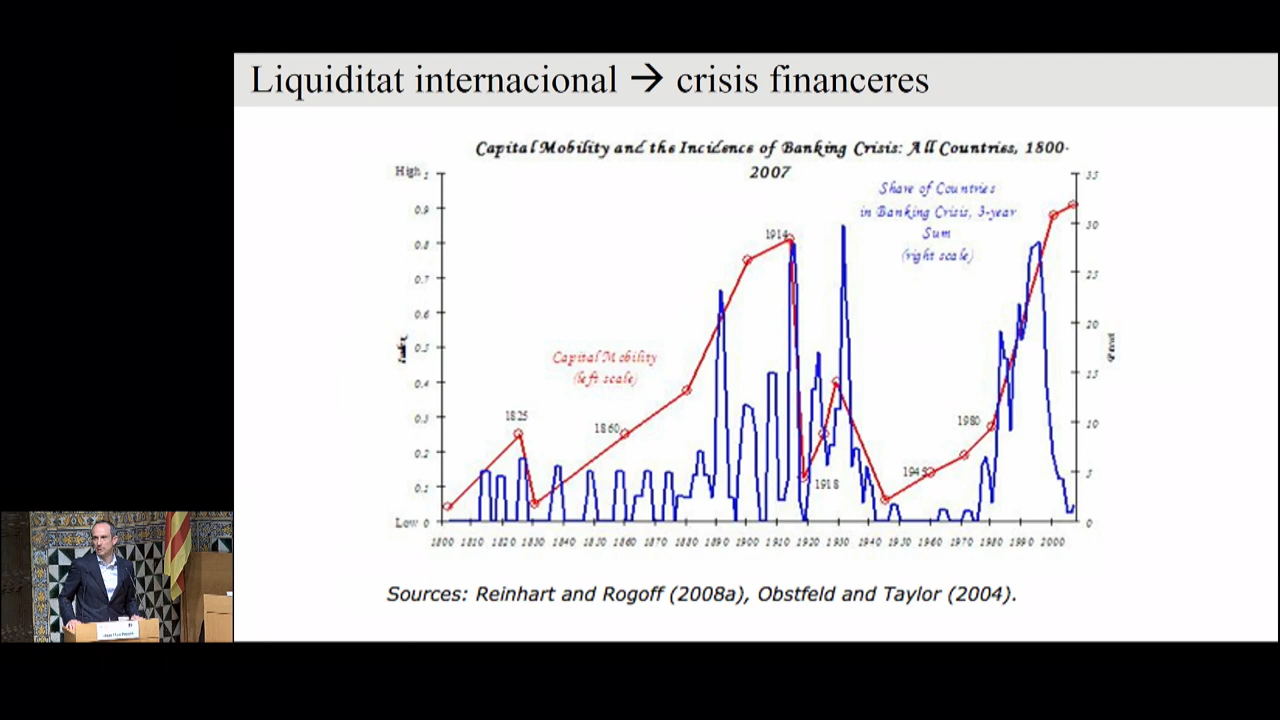 Liquiditat internacional → crisis financeres
Capital Mobility and the Incidence of Banking Crisis: All Countries, 1800-
2007
High 1
0.9
0.8
0.7
0.6
0.5
0.4
0.3
0.2
0.1
Low 0
Index
Capital Mobility
(left scale)
Share of Countries
in Banking Crisis, 3-year
Sum
(right scale)
1825
1860
1914
1918
1945
1980
35
30
25
20
15
10
5
0
1800 1810 1820 1830 1840 1850 1860 1870 1880 1890 1900 1910 1920 1930 1940 1950 1960 1970 1980 1990 2000
Sources: Reinhart and Rogoff (2008a), Obstfeld and Taylor (2004).